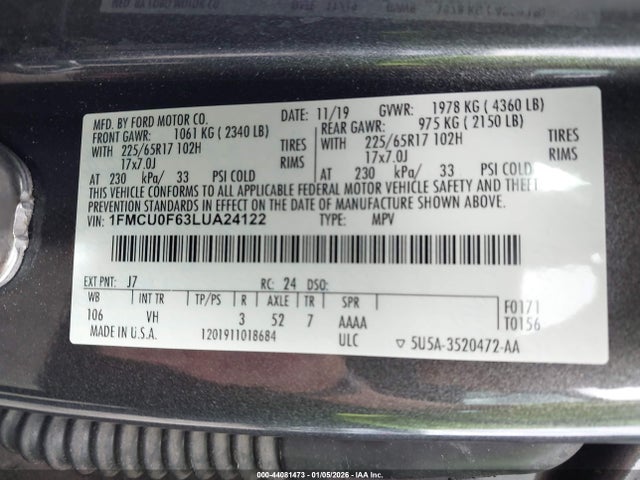 MFD. BY FORD MOTOR CO.
DATE: 11/19 GVWR: 1978 KG ( 4360 LB)
FRONT GAWR: 1061 KG ( 2340 LB)
REAR GAWR: 975 KG ( 2150 LB)
WITH 225/65R17 102H TIRES
WITH 225/65R17 102H TIRES
17x7.0J RIMS
17x7.0J RIMS
AT 230 kPa/ 33 PSI COLD
AT 230 kPa/ 33 PSI COLD
THIS VEHICLE CONFORMS TO ALL APPLICABLE FEDERAL MOTOR VEHICLE SAFETY AND THEFT
PREVENTION STANDARDS IN EFFECT ON THE DATE OF MANUFACTURE SHOWN ABOVE.
VIN: 1FMCU0F63LUA24122 TYPE: MPV
EXT PNT: J7 RC: 24 DSO:
WB INT TR TP/PS R AXLE TR SPR
106 VH 3 52 7 AAAA
F0171
T0156
MADE IN U.S.A. 1201911018684 ULC ▽ 5U5A-3520472-AA
000-44081473 - 01/05/2026 - IAA Inc.